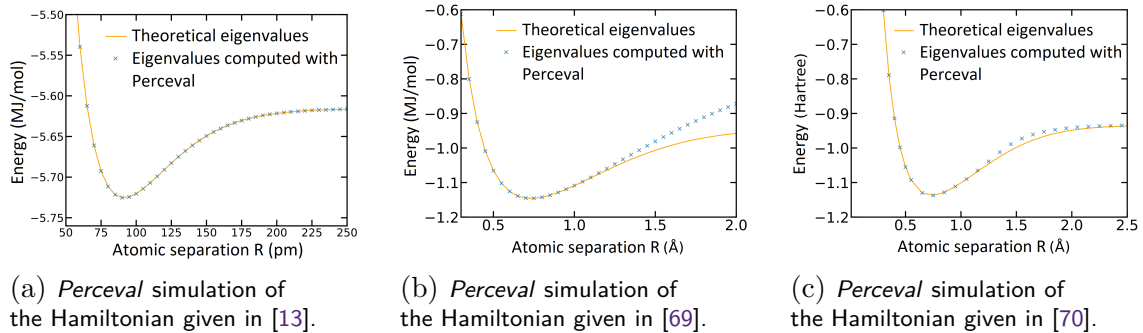 −5.50
−5.55
−5.60
−5.65
−5.70
−5.75
Energy (MJ/mol)
Theoretical eigenvalues
Eigenvalues computed with
Perceval
50 75 100 125 150 175 200 225 250
Atomic separation R (pm)
(a) Perceval simulation of
the Hamiltonian given in [13].
−0.6
−0.7
−0.8
−0.9
−1.0
−1.1
−1.2
Energy (MJ/mol)
Theoretical eigenvalues
Eigenvalues computed with
Perceval
0.5 1.0 1.5 2.0
Atomic separation R (Å)
(b) Perceval simulation of
the Hamiltonian given in [69].
−0.6
−0.7
−0.8
−0.9
−1.0
−1.1
−1.2
Energy (Hartree)
Theoretical eigenvalues
Eigenvalues computed with
Perceval
0.5 1.0 1.5 2.0 2.5
Atomic separation R (Å)
(c) Perceval simulation of
the Hamiltonian given in [70].